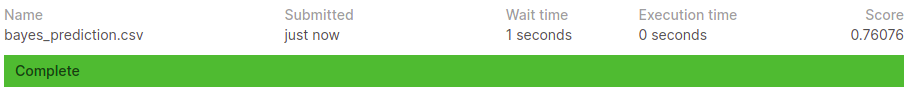 Name Submitted Wait time Execution time Score
bayes_prediction.csv just now 1 seconds 0 seconds 0.76076
Complete